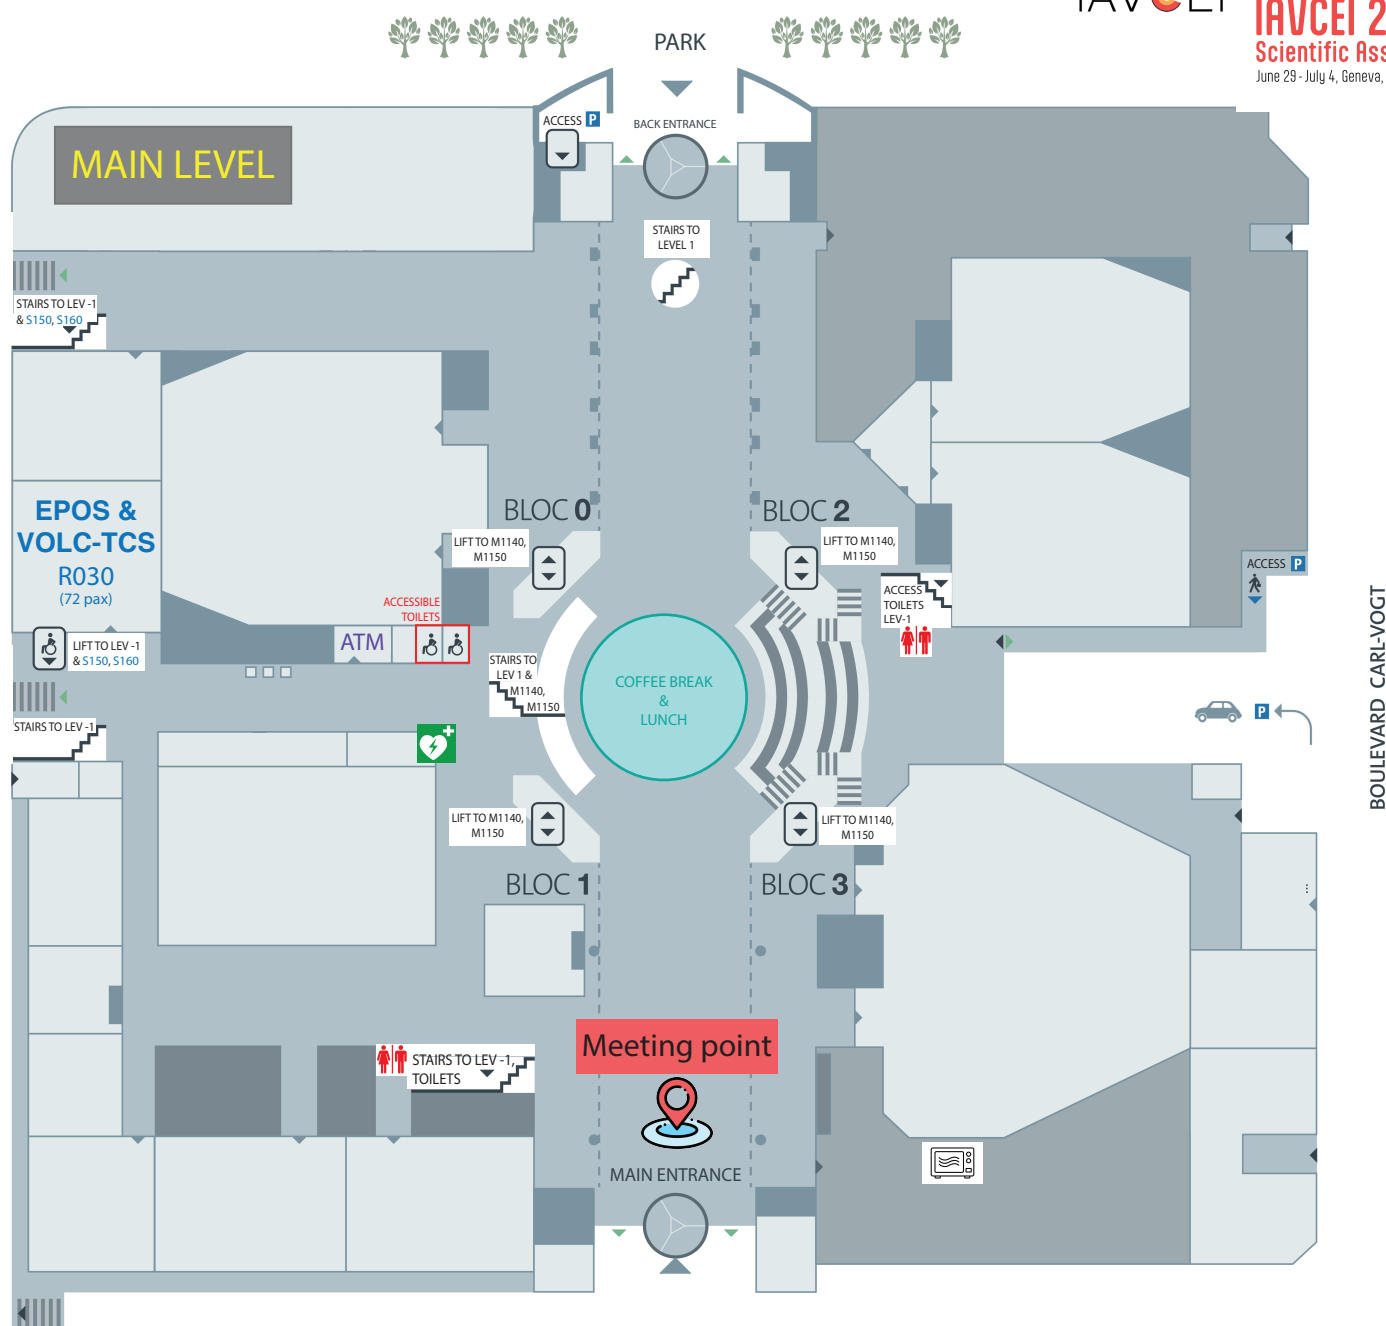 IAVCEI
IAVCEI 2
Scientific Ass
June 29 - July 4, Geneva,
PARK
ACCESS P
BACK ENTRANCE
MAIN LEVEL
STAIRS TO
LEVEL 1
STAIRS TO LEV -1
& S150, S160
BLOC 0
BLOC 2
EPOS &
VOLC-TCS
R030
(72 pax)
LIFT TO M1140,
M1150
LIFT TO M1140,
M1150
ACCESS P
ACCESS
TOILETS
LEV-1
ACCESSIBLE
TOILETS
ATM
LIFT TO LEV -1
& S150, S160
STAIRS TO
LEV 1 &
M1140,
M1150
COFFEE BREAK
&
LUNCH
P
BOULEVARD CARL-VOGT
STAIRS TO LEV -1
LIFT TO M1140,
M1150
LIFT TO M1140,
M1150
BLOC 1
BLOC 3
...
Meeting point
STAIRS TO LEV -1,
TOILETS
MAIN ENTRANCE